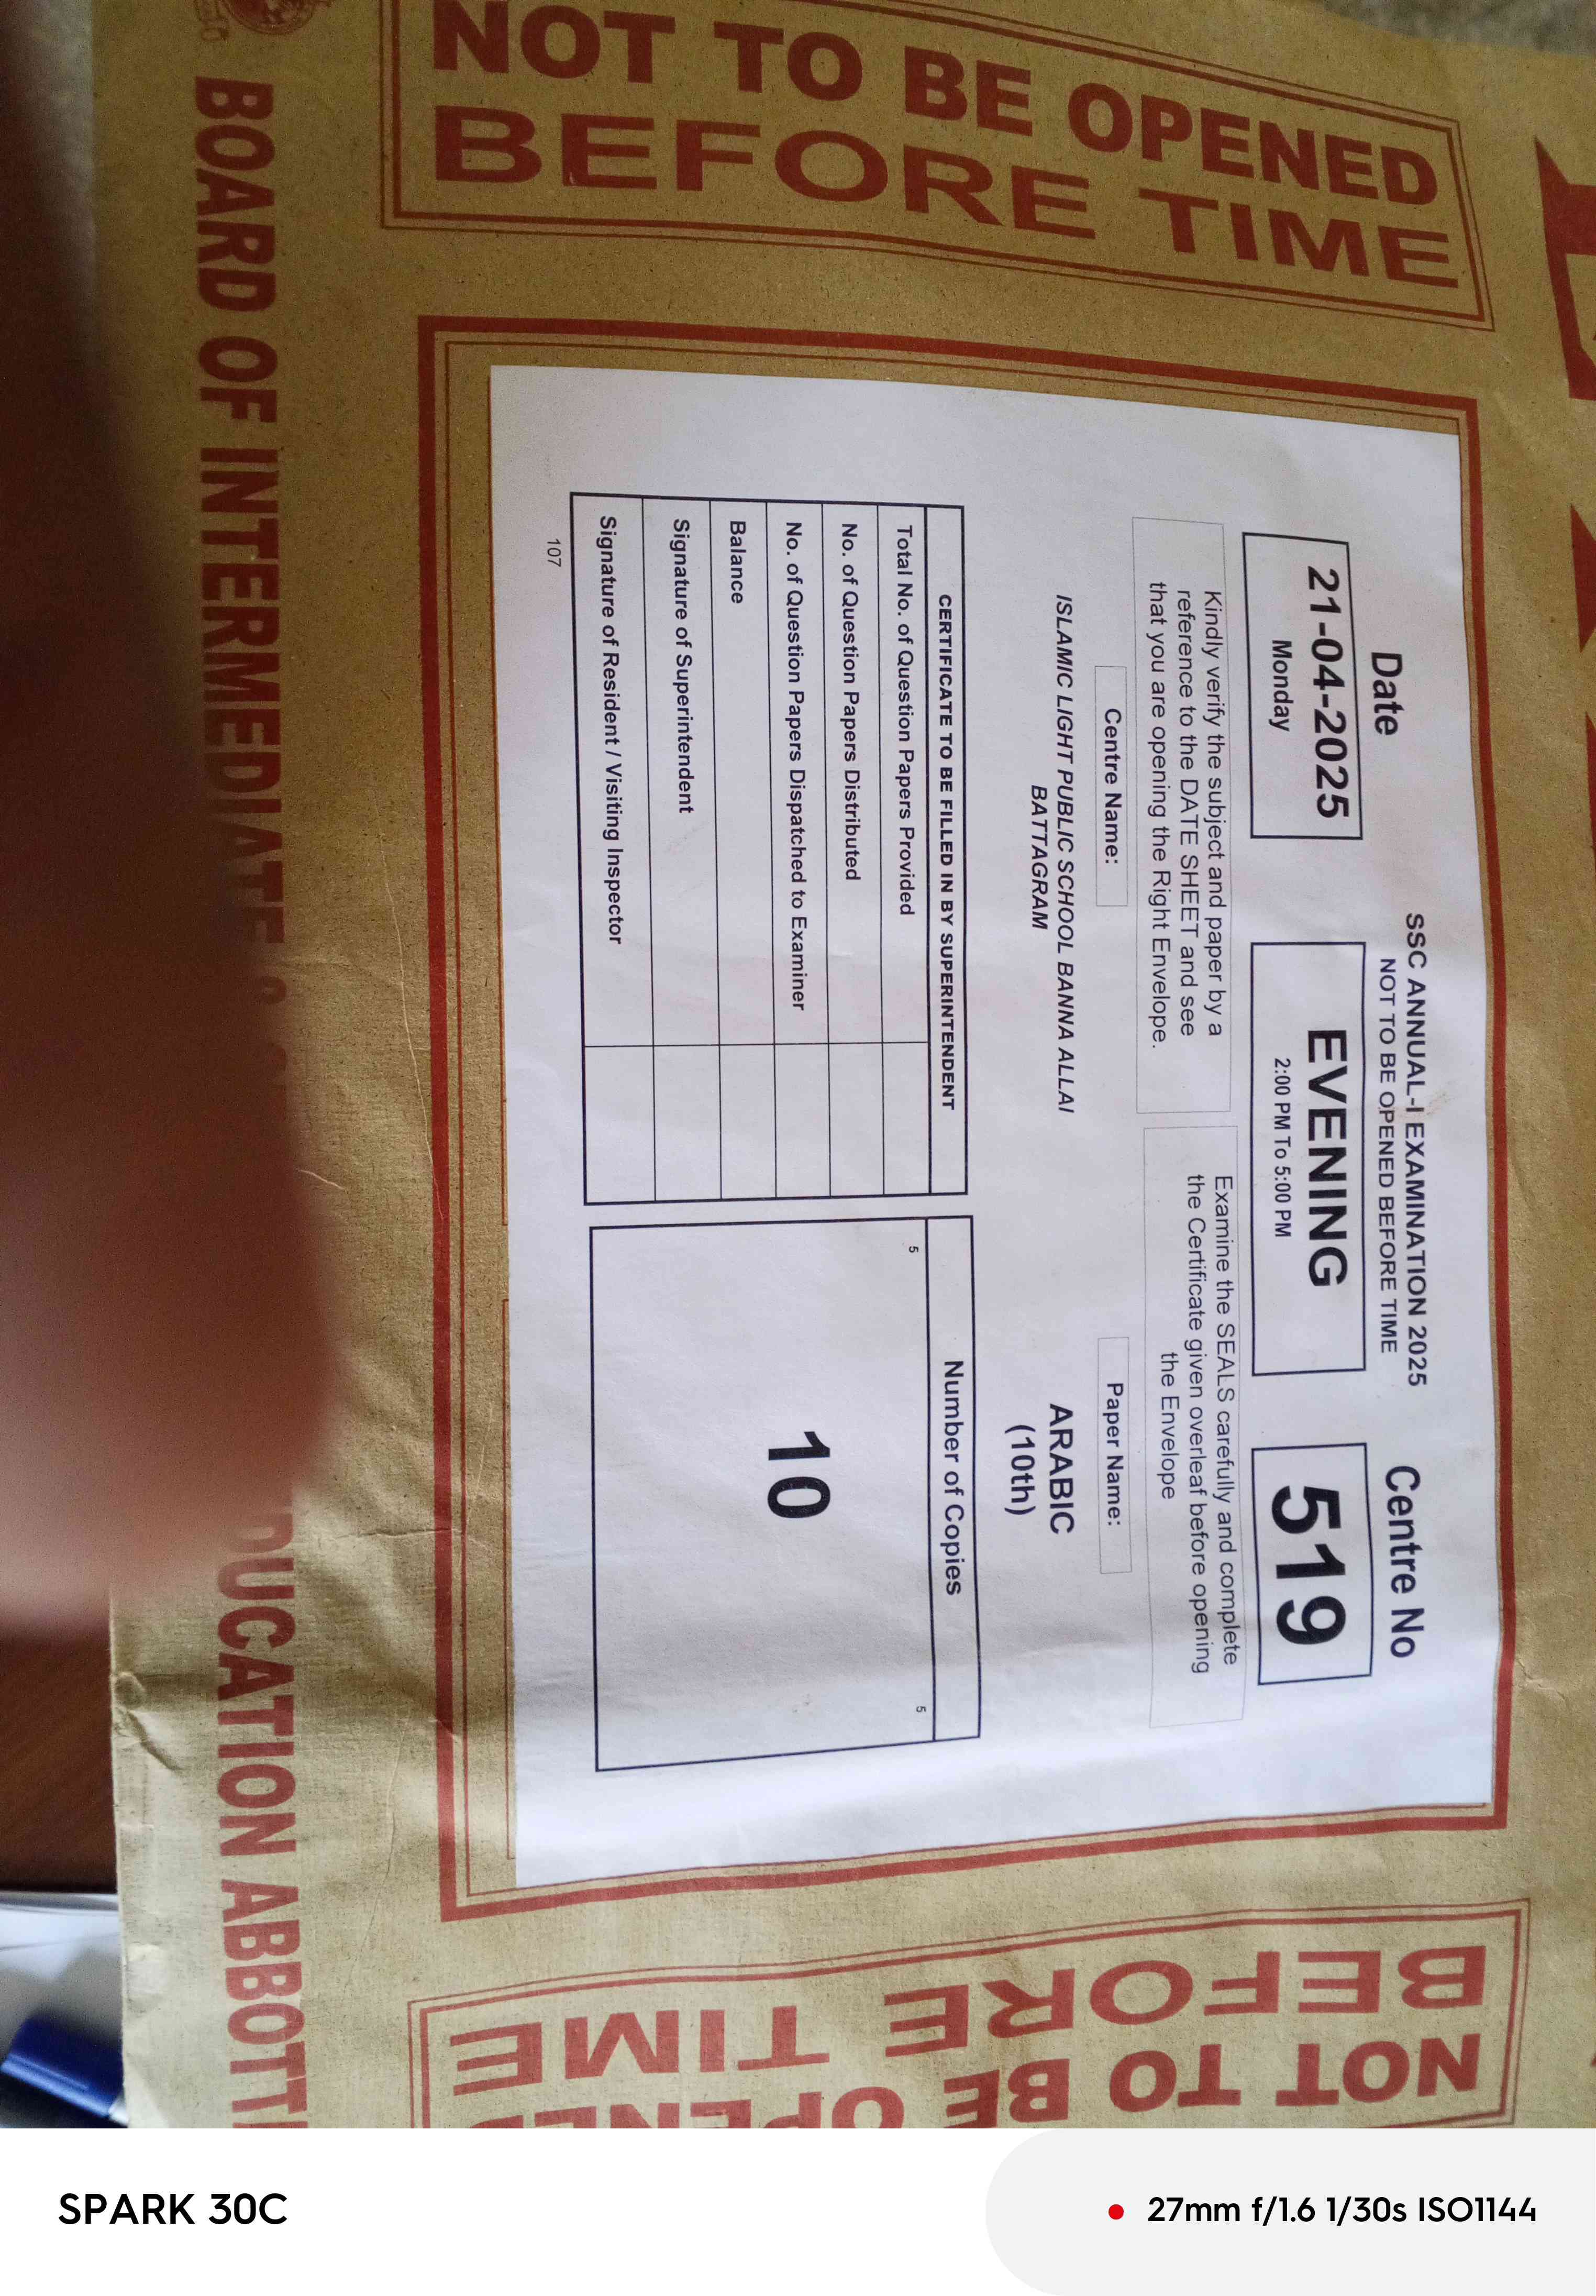 NOT TO BE OPENED
BEFORE TIME
SSC ANNUAL-I EXAMINATION 2025
NOT TO BE OPENED BEFORE TIME
Date
21-04-2025
Monday
EVENING
2:00 PM To 5:00 PM
Centre No
519
Kindly verify the subject and paper by a
reference to the DATE SHEET and see
that you are opening the Right Envelope.
Examine the SEALS carefully and complete
the Certificate given overleaf before opening
the Envelope
Centre Name:
ISLAMIC LIGHT PUBLIC SCHOOL BANNA ALLAI
BATTAGRAM
Paper Name:
ARABIC
(10th)
CERTIFICATE TO BE FILLED IN BY SUPERINTENDENT
Total No. of Question Papers Provided
No. of Question Papers Distributed
No. of Question Papers Dispatched to Examiner
Balance
Signature of Superintendent
Signature of Resident / Visiting Inspector
107
Number of Copies
5 5
10
BOARD OF INTERMEDIATE
NOT TO BE
BEFORE TIME
SPARK 30C
27mm f/1.6 1/30s ISO1144